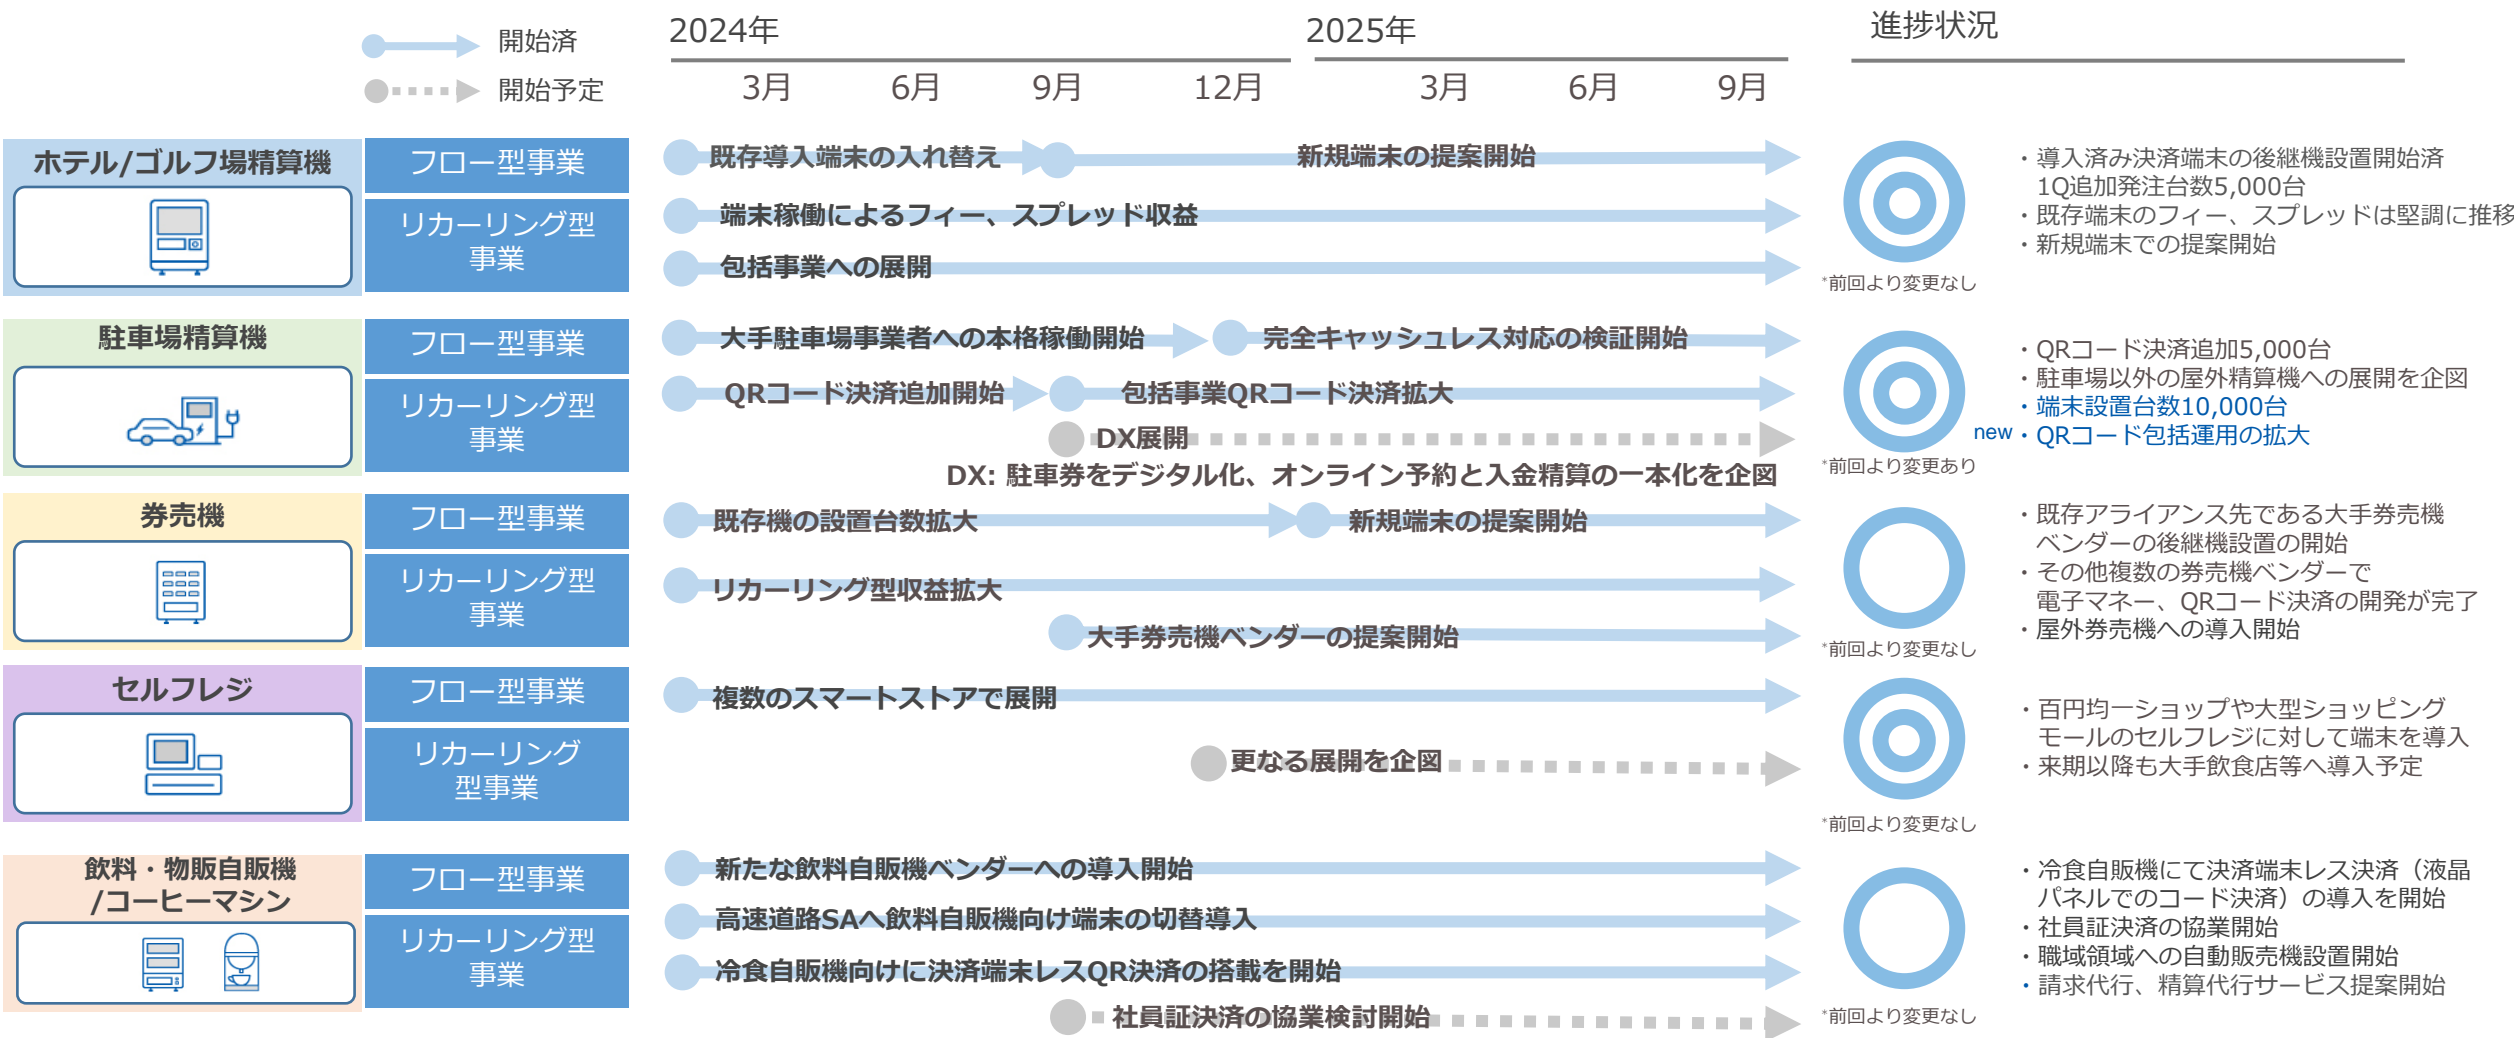 開始済
開始予定
2024年
2025年
進捗状況
3月
6月
9月
12月
3月
6月
9月
ホテル/ゴルフ場精算機
フロー型事業
リカーリング型
事業
既存導入端末の入れ替え
新規端末の提案開始
端末稼働によるフィー、スプレッド収益
包括事業への展開
・導入済み決済端末の後継機設置開始済
1Q追加発注台数5,000台
・既存端末のフィー、スプレッドは堅調に推移
・新規端末での提案開始
*前回より変更なし
駐車場精算機
フロー型事業
リカーリング型
事業
大手駐車場事業者への本格稼働開始
完全キャッシュレス対応の検証開始
QRコード決済追加開始
包括事業QRコード決済拡大
DX展開
DX: 駐車券をデジタル化、オンライン予約と入金精算の一本化を企図
・QRコード決済追加5,000台
・駐車場以外の屋外精算機への展開を企図
・端末設置台数10,000台
new・QRコード包括運用の拡大
*前回より変更あり
券売機
フロー型事業
リカーリング型
事業
既存機の設置台数拡大
新規端末の提案開始
リカーリング型収益拡大
大手券売機ベンダーの提案開始
・既存アライアンス先である大手券売機
ベンダーの後継機設置の開始
・その他複数の券売機ベンダーで
電子マネー、QRコード決済の開発が完了
・屋外券売機への導入開始
*前回より変更なし
セルフレジ
フロー型事業
リカーリング
型事業
複数のスマートストアで展開
更なる展開を企図
・百円均一ショップや大型ショッピング
モールのセルフレジに対して端末を導入
・来期以降も大手飲食店等へ導入予定
*前回より変更なし
飲料・物販自販機
/コーヒーマシン
フロー型事業
リカーリング型
事業
新たな飲料自販機ベンダーへの導入開始
高速道路SAへ飲料自販機向け端末の切替導入
冷食自販機向けに決済端末レスQR決済の搭載を開始
社員証決済の協業検討開始
・冷食自販機にて決済端末レス決済（液晶
パネルでのコード決済）の導入を開始
・社員証決済の協業開始
・職域領域への自動販売機設置開始
・請求代行、精算代行サービス提案開始
*前回より変更なし